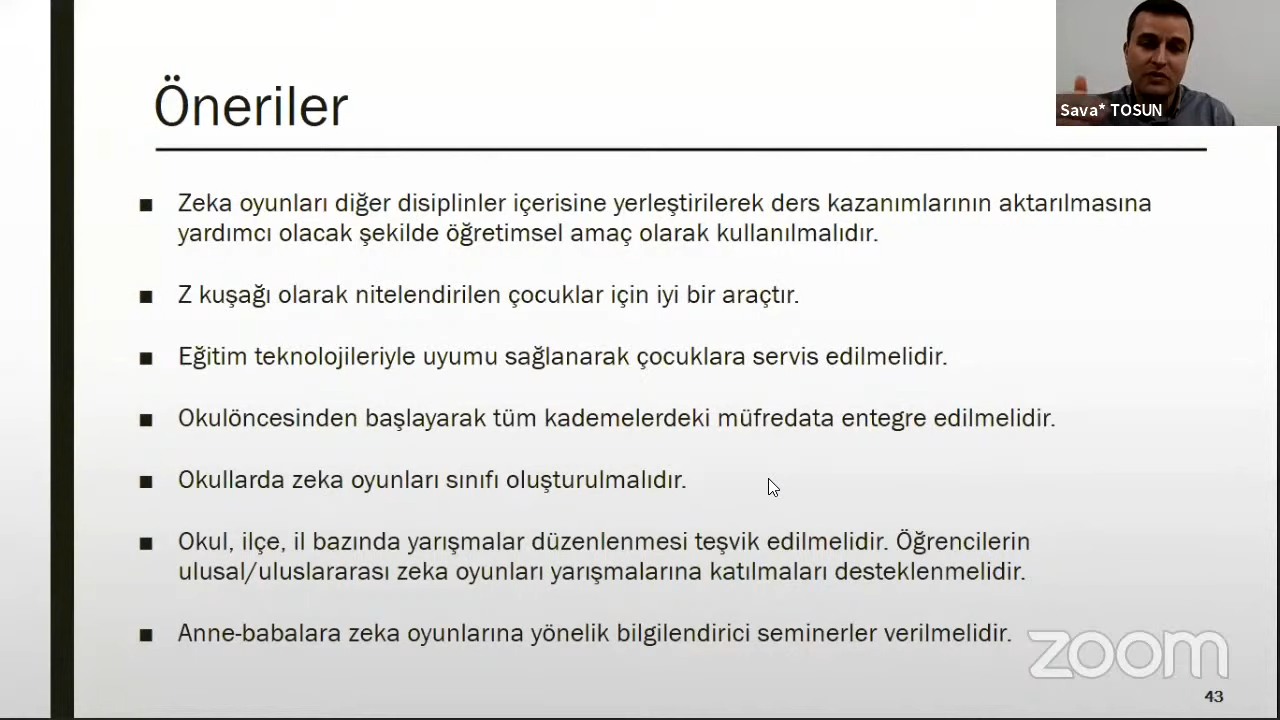 Öneriler
Sava* TOSUN
■ Zeka oyunları diğer disiplinler içerisine yerleştirilerek ders kazanımlarının aktarılmasına
yardımcı olacak şekilde öğretimsel amaç olarak kullanılmalıdır.
■ Z kuşağı olarak nitelendirilen çocuklar için iyi bir araçtır.
■ Eğitim teknolojileriyle uyumu sağlanarak çocuklara servis edilmelidir.
■ Okulöncesinden başlayarak tüm kademelerdeki müfredata entegre edilmelidir.
■ Okullarda zeka oyunları sınıfı oluşturulmalıdır.
■ Okul, ilçe, il bazında yarışmalar düzenlenmesi teşvik edilmelidir. Öğrencilerin
ulusal/uluslararası zeka oyunları yarışmalarına katılmaları desteklenmelidir.
■ Anne-babalara zeka oyunlarına yönelik bilgilendirici seminerler verilmelidir.
zoom
43